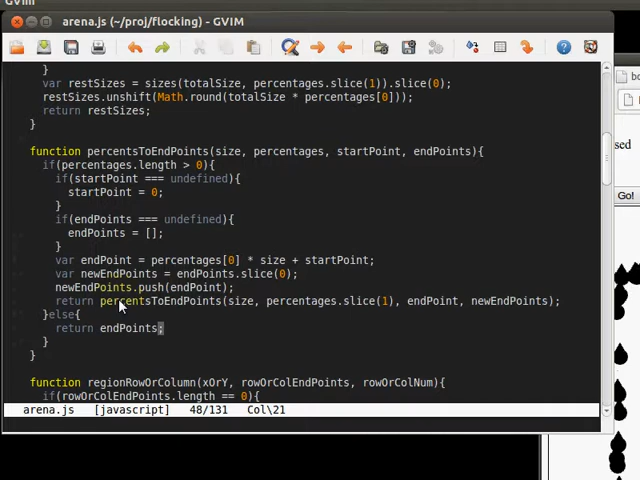 GVIM
arena.js (~/proj/flocking) - GVIM
}
var restSizes = sizes(totalSize, percentages.slice(1)).slice(0);
restSizes.unshift(Math.round(totalSize * percentages[0]));
return restSizes;
}
function percentsToEndPoints(size, percentages, startPoint, endPoints){
if(percentages.length > 0){
if(startPoint === undefined){
startPoint = 0;
}
if(endPoints === undefined){
endPoints = [];
}
var endPoint = percentages[0] * size + startPoint;
var newEndPoints = endPoints.slice(0);
newEndPoints.push(endPoint);
return percentsToEndPoints(size, percentages.slice(1), endPoint, newEndPoints);
}else{
return endPoints;
}
}
function regionRowOrColumn(xOrY, rowOrColEndPoints, rowOrColNum){
if(rowOrColEndPoints.length == 0){
arena.js [javascript] 48/131 Col\21
sed
Go!